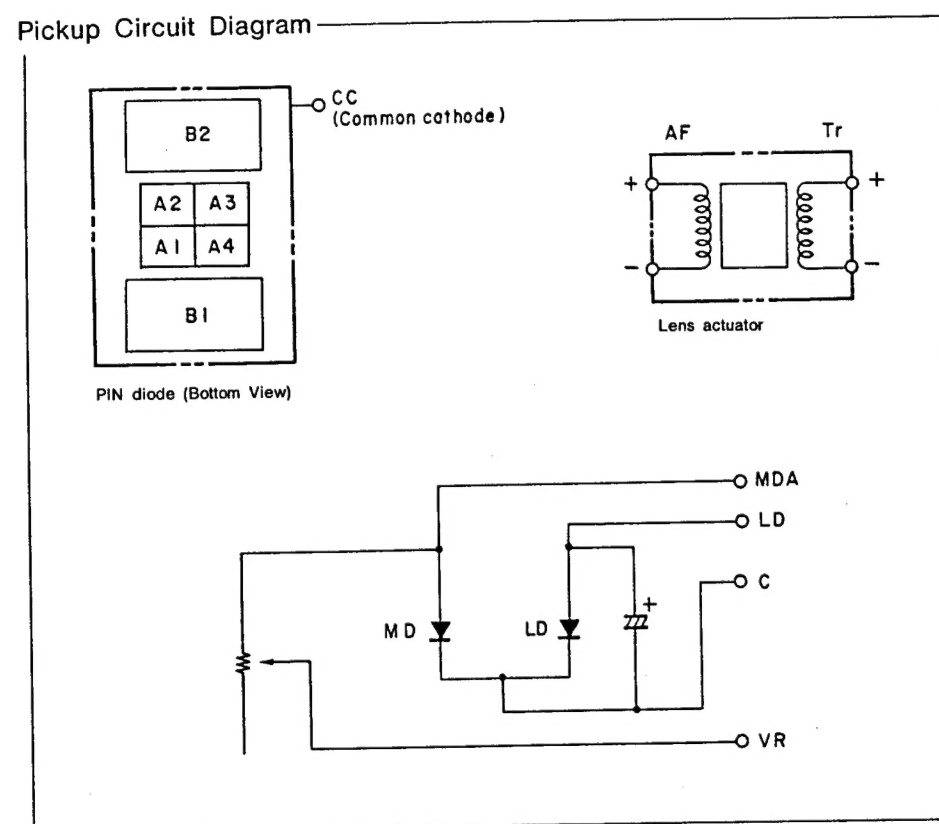 Pickup Circuit Diagram
CC
(Common cathode)
B2
A2 A3
A1 A4
B1
PIN diode (Bottom View)
AF Tr
+ +
- -
Lens actuator
MDA
LD
C
+
MD LD
VR